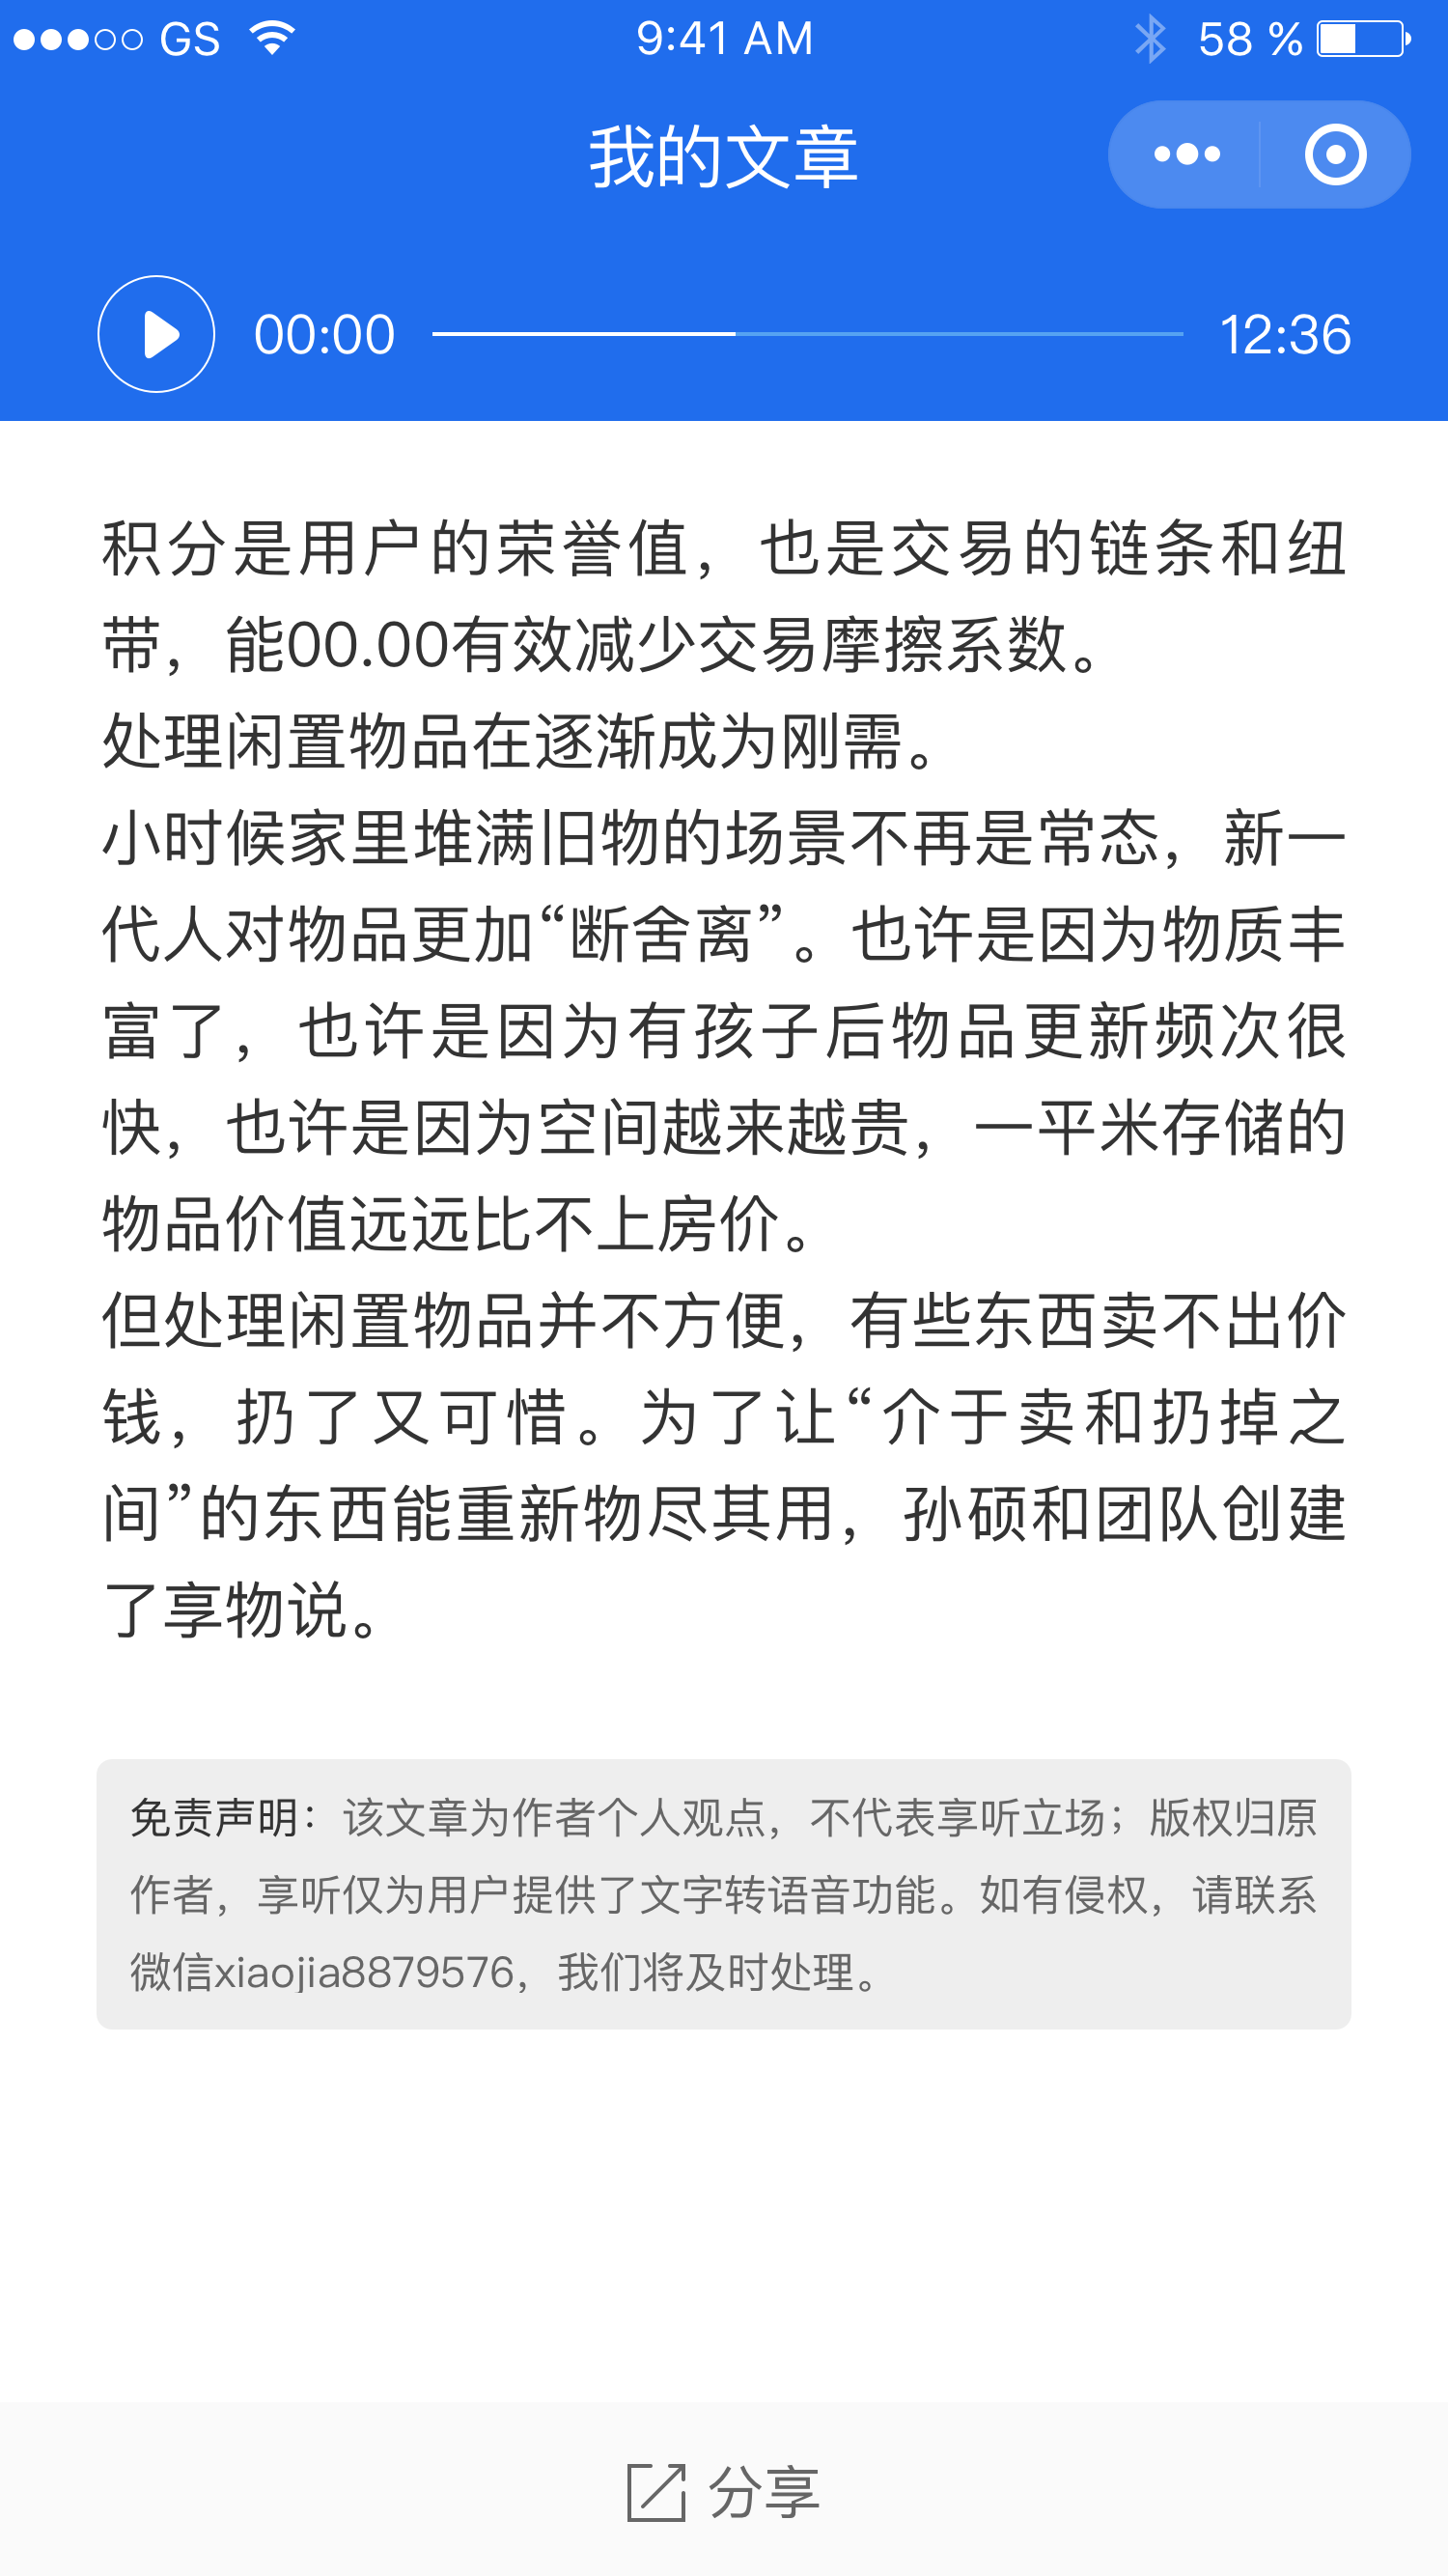 GS 9:41 AM 58 %
我的文章
00:00 12:36
积分是用户的荣誉值，也是交易的链条和纽
带，能00.00有效减少交易摩擦系数。
处理闲置物品在逐渐成为刚需。
小时候家里堆满旧物的场景不再是常态，新一
代人对物品更加“断舍离”。也许是因为物质丰
富了，也许是因为有孩子后物品更新频次很
快，也许是因为空间越来越贵，一平米存储的
物品价值远远比不上房价。
但处理闲置物品并不方便，有些东西卖不出价
钱，扔了又可惜。为了让“介于卖和扔掉之
间”的东西能重新物尽其用，孙硕和团队创建
了享物说。
免责声明：该文章为作者个人观点，不代表享听立场；版权归原
作者，享听仅为用户提供了文字转语音功能。如有侵权，请联系
微信xiaojia8879576，我们将及时处理。
分享